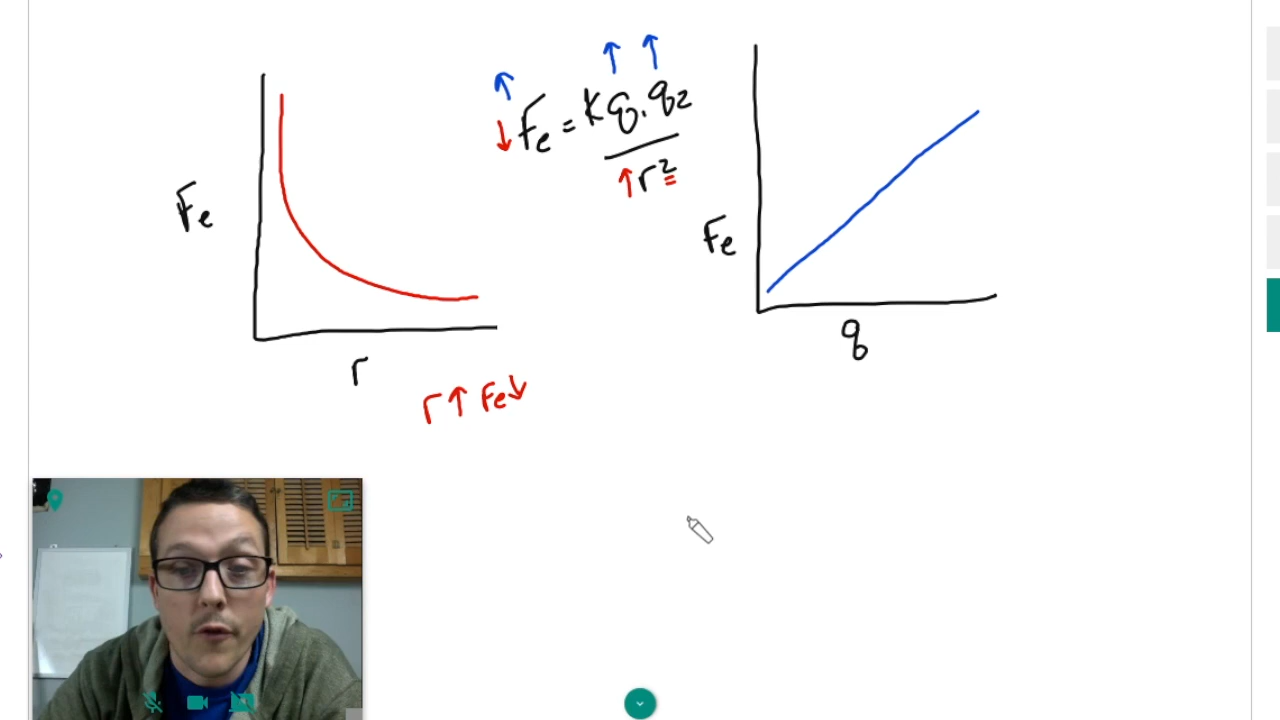 Fe
r
r↑ Fe↓
↑ ↑
↑
↓ Fe = kq₁q₂
↑r²
Fe
q